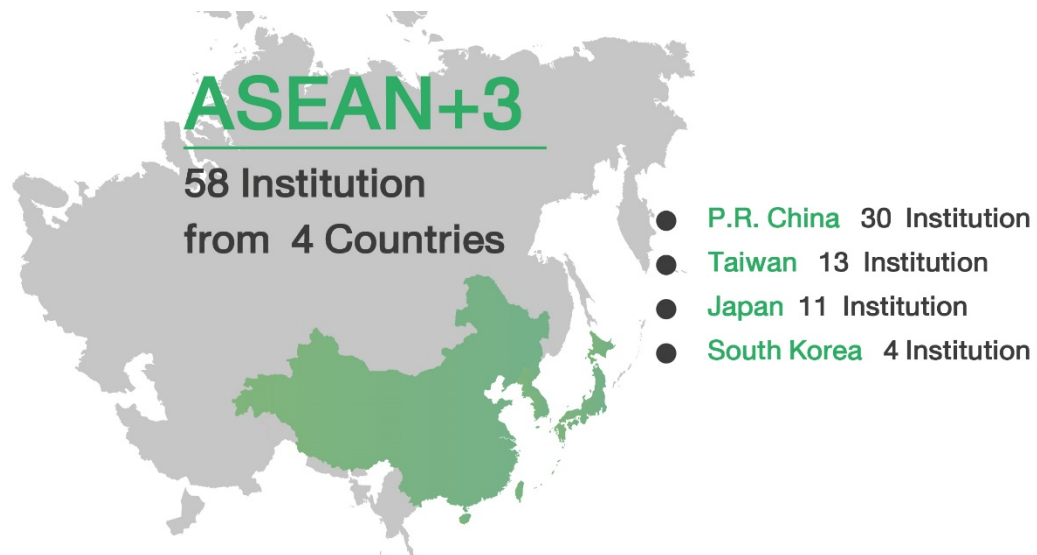 ASEAN+3
58 Institution
from 4 Countries
P.R. China 30 Institution
Taiwan 13 Institution
Japan 11 Institution
South Korea 4 Institution